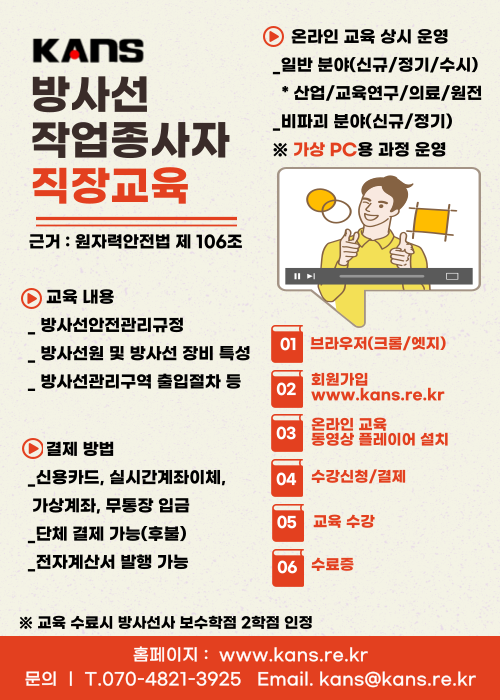 KANS
방사선
작업종사자
직장교육
근거 : 원자력안전법 제 106조
교육 내용
_ 방사선안전관리규정
_ 방사선원 및 방사선 장비 특성
_ 방사선관리구역 출입절차 등
결제 방법
_신용카드, 실시간계좌이체,
가상계좌, 무통장 입금
_단체 결제 가능(후불)
_전자계산서 발행 가능
온라인 교육 상시 운영
_일반 분야(신규/정기/수시)
* 산업/교육연구/의료/원전
_비파괴 분야(신규/정기)
※ 가상 PC용 과정 운영
01 브라우저(크롬/엣지)
02 회원가입
www.kans.re.kr
03 온라인 교육
동영상 플레이어 설치
04 수강신청/결제
05 교육 수강
06 수료증
※ 교육 수료시 방사선사 보수학점 2학점 인정
홈페이지 : www.kans.re.kr
문의 | T.070-4821-3925 Email. kans@kans.re.kr